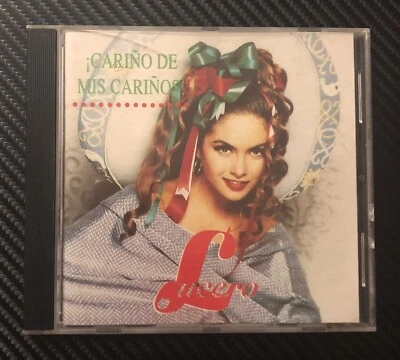 ¡CARIÑO DE
MIS CARIÑOS!
Lucero